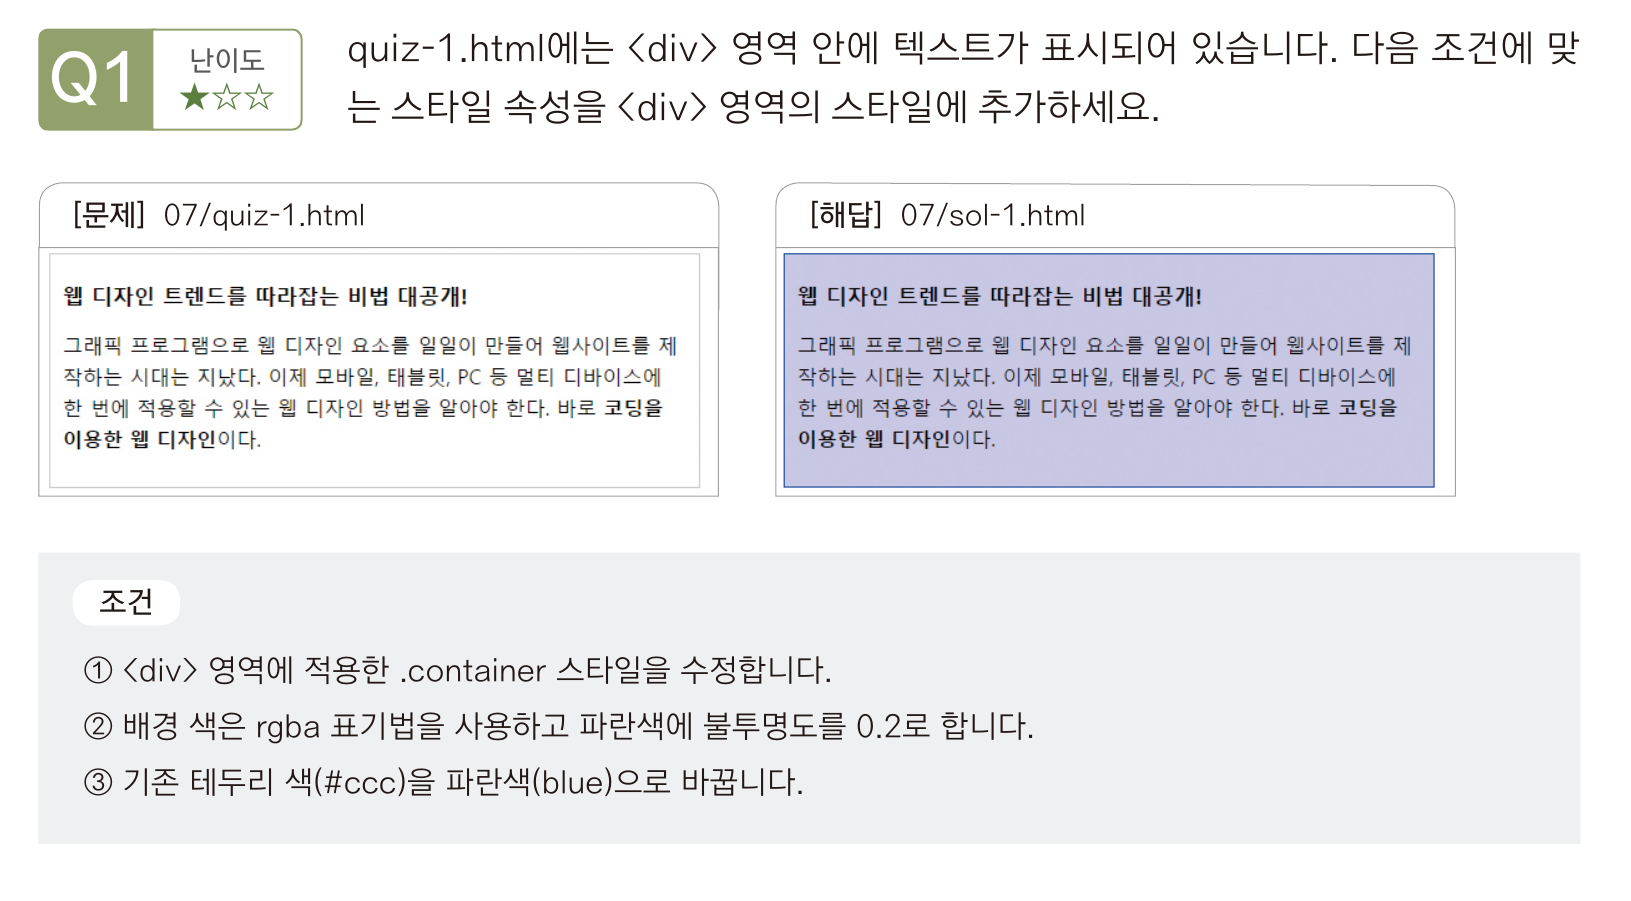 Q1
난이도
★☆☆
quiz-1.html에는 <div> 영역 안에 텍스트가 표시되어 있습니다. 다음 조건에 맞
는 스타일 속성을 <div> 영역의 스타일에 추가하세요.
[문제] 07/quiz-1.html
웹 디자인 트렌드를 따라잡는 비법 대공개!
그래픽 프로그램으로 웹 디자인 요소를 일일이 만들어 웹사이트를 제
작하는 시대는 지났다. 이제 모바일, 태블릿, PC 등 멀티 디바이스에
한 번에 적용할 수 있는 웹 디자인 방법을 알아야 한다. 바로 코딩을
이용한 웹 디자인이다.
[해답] 07/sol-1.html
웹 디자인 트렌드를 따라잡는 비법 대공개!
그래픽 프로그램으로 웹 디자인 요소를 일일이 만들어 웹사이트를 제
작하는 시대는 지났다. 이제 모바일, 태블릿, PC 등 멀티 디바이스에
한 번에 적용할 수 있는 웹 디자인 방법을 알아야 한다. 바로 코딩을
이용한 웹 디자인이다.
조건
① <div> 영역에 적용한 .container 스타일을 수정합니다.
② 배경 색은 rgba 표기법을 사용하고 파란색에 불투명도를 0.2로 합니다.
③ 기존 테두리 색(#ccc)을 파란색(blue)으로 바꿉니다.